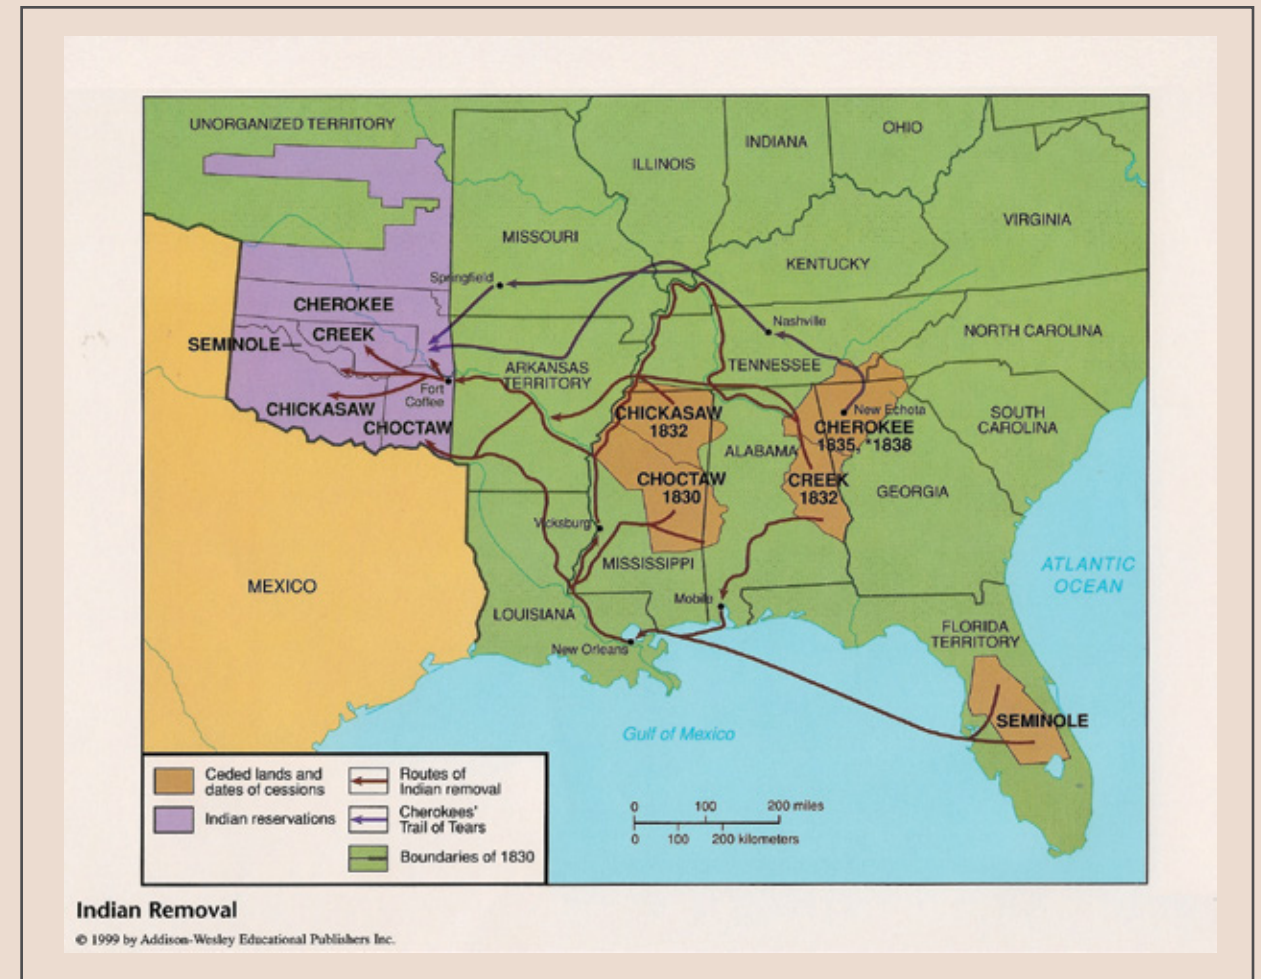 UNORGANIZED TERRITORY
ILLINOIS
INDIANA
OHIO
MISSOURI
VIRGINIA
KENTUCKY
Springfield
CHEROKEE
Nashville
NORTH CAROLINA
CREEK
SEMINOLE
TENNESSEE
ARKANSAS
TERRITORY
Fort
Coffee
CHICKASAW
CHOCTAW
CHICKASAW
1832
New Echota
CHEROKEE
1835, *1838
SOUTH
CAROLINA
ALABAMA
CHOCTAW
1830
CREEK
1832
GEORGIA
Vicksburg
MISSISSIPPI
MEXICO
ATLANTIC
OCEAN
LOUISIANA
Mobile
New Orleans
FLORIDA
TERRITORY
SEMINOLE
Gulf of Mexico
Ceded lands and
dates of cessions
Indian reservations
Routes of
Indian removal
Cherokees'
Trail of Tears
Boundaries of 1830
0 100 200 miles
0 100 200 kilometers
Indian Removal
© 1999 by Addison-Wesley Educational Publishers Inc.